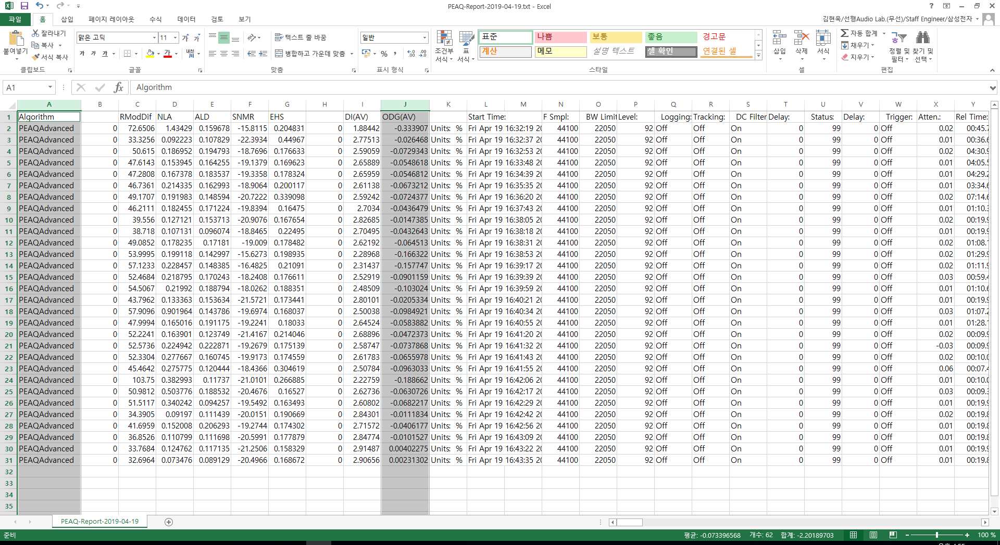 PEAQ-Report-2019-04-19.txt - Excel
파일 홈 삽입 페이지 레이아웃 수식 데이터 검토 보기 김현욱/선행Audio Lab.(무선)/Staff Engineer/삼성전자
붙여넣기 잘라내기 복사 서식 복사 클립보드
맑은 고딕 11 가 가 가 가 가 내천 글꼴
텍스트 줄 바꿈 병합하고 가운데 맞춤 맞춤
일반 % 표시 형식
조건부 서식 표 서식
표준 나쁨 보통 좋음 경고문
계산 메모 설명 텍스트 셀 확인 연결된 셀
스타일
삽입 삭제 서식 셀
자동 합계 채우기 지우기 정렬 및 필터 찾기 및 선택 편집
A1 fx Algorithm
A B C D E F G H I J K L M N O P Q R S T U V W X Y
1 Algorithm RModDif NLA ALD SNMR EHS DI(AV) ODG(AV) Start Time: F Smpl: BW Limit Level: Logging: Tracking: DC Filter Delay: Status: Delay: Trigger: Atten.: Rel Time:
2 PEAQAdvanced 0 72.6506 1.43429 0.159678 -15.8115 0.204831 0 1.88442 -0.333907 Units: % Fri Apr 19 16:32:19 20 44100 22050 92 Off Off On 0 99 0 Off 0.02 00:45.7
3 PEAQAdvanced 0 33.3256 0.092223 0.107829 -22.3934 0.44967 0 2.77513 -0.026468 Units: % Fri Apr 19 16:32:37 20 44100 22050 92 Off Off On 0 99 0 Off 0.01 00:36.6
4 PEAQAdvanced 0 50.615 0.186952 0.194793 -18.7696 0.176633 0 2.59059 -0.0729343 Units: % Fri Apr 19 16:32:53 20 44100 22050 92 Off Off On 0 99 0 Off 0.02 04:30.9
5 PEAQAdvanced 0 47.6143 0.153945 0.164255 -19.1379 0.169623 0 2.65889 -0.0548618 Units: % Fri Apr 19 16:33:48 20 44100 22050 92 Off Off On 0 99 0 Off 0.01 04:05.5
6 PEAQAdvanced 0 47.2808 0.167378 0.183537 -19.3358 0.178324 0 2.65959 -0.0546812 Units: % Fri Apr 19 16:34:39 20 44100 22050 92 Off Off On 0 99 0 Off 0.01 04:29.2
7 PEAQAdvanced 0 46.7361 0.214335 0.162993 -18.9064 0.200117 0 2.61138 -0.0673212 Units: % Fri Apr 19 16:35:35 20 44100 22050 92 Off Off On 0 99 0 Off 0.01 03:34.6
8 PEAQAdvanced 0 49.1707 0.191983 0.148594 -20.7222 0.339098 0 2.59242 -0.0724377 Units: % Fri Apr 19 16:36:20 20 44100 22050 92 Off Off On 0 99 0 Off 0.02 07:14.6
9 PEAQAdvanced 0 46.2111 0.182455 0.171224 -19.8394 0.16475 0 2.7034 -0.0436479 Units: % Fri Apr 19 16:37:43 20 44100 22050 92 Off Off On 0 99 0 Off 0.01 01:10.3
10 PEAQAdvanced 0 39.556 0.127121 0.153713 -20.9076 0.167654 0 2.82685 -0.0147385 Units: % Fri Apr 19 16:38:05 20 44100 22050 92 Off Off On 0 99 0 Off 0.02 00:19.9
11 PEAQAdvanced 0 38.718 0.107131 0.096074 -18.8465 0.22495 0 2.70495 -0.0432643 Units: % Fri Apr 19 16:38:18 20 44100 22050 92 Off Off On 0 99 0 Off 0.01 00:19.9
12 PEAQAdvanced 0 49.0852 0.178235 0.17181 -19.009 0.178482 0 2.62192 -0.064513 Units: % Fri Apr 19 16:38:31 20 44100 22050 92 Off Off On 0 99 0 Off 0.02 01:08.1
13 PEAQAdvanced 0 53.9995 0.199118 0.142997 -15.6273 0.198935 0 2.28968 -0.166322 Units: % Fri Apr 19 16:38:53 20 44100 22050 92 Off Off On 0 99 0 Off 0.02 01:29.9
14 PEAQAdvanced 0 57.1233 0.228457 0.148385 -16.4825 0.21091 0 2.31437 -0.157747 Units: % Fri Apr 19 16:39:17 20 44100 22050 92 Off Off On 0 99 0 Off 0.02 01:11.9
15 PEAQAdvanced 0 52.4684 0.218795 0.170243 -18.2408 0.176611 0 2.52919 -0.0901159 Units: % Fri Apr 19 16:39:39 20 44100 22050 92 Off Off On 0 99 0 Off 0.03 00:59.4
16 PEAQAdvanced 0 54.5067 0.21992 0.188794 -18.0262 0.188351 0 2.48509 -0.103024 Units: % Fri Apr 19 16:39:59 20 44100 22050 92 Off Off On 0 99 0 Off 0.01 01:10.6
17 PEAQAdvanced 0 43.7962 0.133363 0.153634 -21.5721 0.173441 0 2.80101 -0.0205334 Units: % Fri Apr 19 16:40:21 20 44100 22050 92 Off Off On 0 99 0 Off 0.01 00:19.9
18 PEAQAdvanced 0 57.9096 0.901964 0.143786 -19.6974 0.168037 0 2.50038 -0.0984921 Units: % Fri Apr 19 16:40:34 20 44100 22050 92 Off Off On 0 99 0 Off 0.03 01:07.2
19 PEAQAdvanced 0 47.9994 0.165016 0.191175 -19.2241 0.18033 0 2.64524 -0.0583882 Units: % Fri Apr 19 16:40:55 20 44100 22050 92 Off Off On 0 99 0 Off 0.01 01:28.1
20 PEAQAdvanced 0 52.2241 0.163901 0.123749 -21.4167 0.214046 0 2.68896 -0.0472373 Units: % Fri Apr 19 16:41:20 20 44100 22050 92 Off Off On 0 99 0 Off 0.02 00:09.9
21 PEAQAdvanced 0 52.5736 0.224942 0.222871 -19.2679 0.175139 0 2.58747 -0.0737868 Units: % Fri Apr 19 16:41:32 20 44100 22050 92 Off Off On 0 99 0 Off -0.03 00:09.9
22 PEAQAdvanced 0 52.3304 0.277667 0.160745 -19.9173 0.174559 0 2.61783 -0.0655978 Units: % Fri Apr 19 16:41:43 20 44100 22050 92 Off Off On 0 99 0 Off 0.02 00:10.0
23 PEAQAdvanced 0 45.4642 0.275775 0.120444 -18.4366 0.304619 0 2.50784 -0.0963033 Units: % Fri Apr 19 16:41:55 20 44100 22050 92 Off Off On 0 99 0 Off 0.06 00:07.4
24 PEAQAdvanced 0 103.75 0.382993 0.11737 -21.0101 0.266885 0 2.22759 -0.188662 Units: % Fri Apr 19 16:42:06 20 44100 22050 92 Off Off On 0 99 0 Off 0.01 00:10.0
25 PEAQAdvanced 0 50.9812 0.503776 0.188532 -20.4676 0.16527 0 2.62736 -0.0630726 Units: % Fri Apr 19 16:42:17 20 44100 22050 92 Off Off On 0 99 0 Off 0.03 00:09.3
26 PEAQAdvanced 0 51.5117 0.340242 0.094257 -19.5492 0.163493 0 2.60802 -0.0682217 Units: % Fri Apr 19 16:42:29 20 44100 22050 92 Off Off On 0 99 0 Off 0.01 00:19.9
27 PEAQAdvanced 0 34.3905 0.09197 0.111439 -20.0151 0.190669 0 2.84301 -0.0111834 Units: % Fri Apr 19 16:42:42 20 44100 22050 92 Off Off On 0 99 0 Off 0.02 00:19.8
28 PEAQAdvanced 0 41.6959 0.152008 0.206293 -19.2744 0.174302 0 2.71572 -0.0406177 Units: % Fri Apr 19 16:42:56 20 44100 22050 92 Off Off On 0 99 0 Off 0.01 00:19.8
29 PEAQAdvanced 0 36.8526 0.110799 0.111698 -20.5991 0.177879 0 2.84774 -0.0101527 Units: % Fri Apr 19 16:43:09 20 44100 22050 92 Off Off On 0 99 0 Off 0.01 00:19.8
30 PEAQAdvanced 0 33.7684 0.124762 0.117135 -21.2506 0.158329 0 2.91487 0.00402275 Units: % Fri Apr 19 16:43:22 20 44100 22050 92 Off Off On 0 99 0 Off 0.01 00:19.9
31 PEAQAdvanced 0 32.6964 0.073476 0.089129 -20.4966 0.168672 0 2.90656 0.00231302 Units: % Fri Apr 19 16:43:35 20 44100 22050 92 Off Off On 0 99 0 Off 0.01 00:19.8
32
33
34
35
PEAQ-Report-2019-04-19
준비 평균: -0.073396568 개수: 62 합계: -2.20189703 100 %